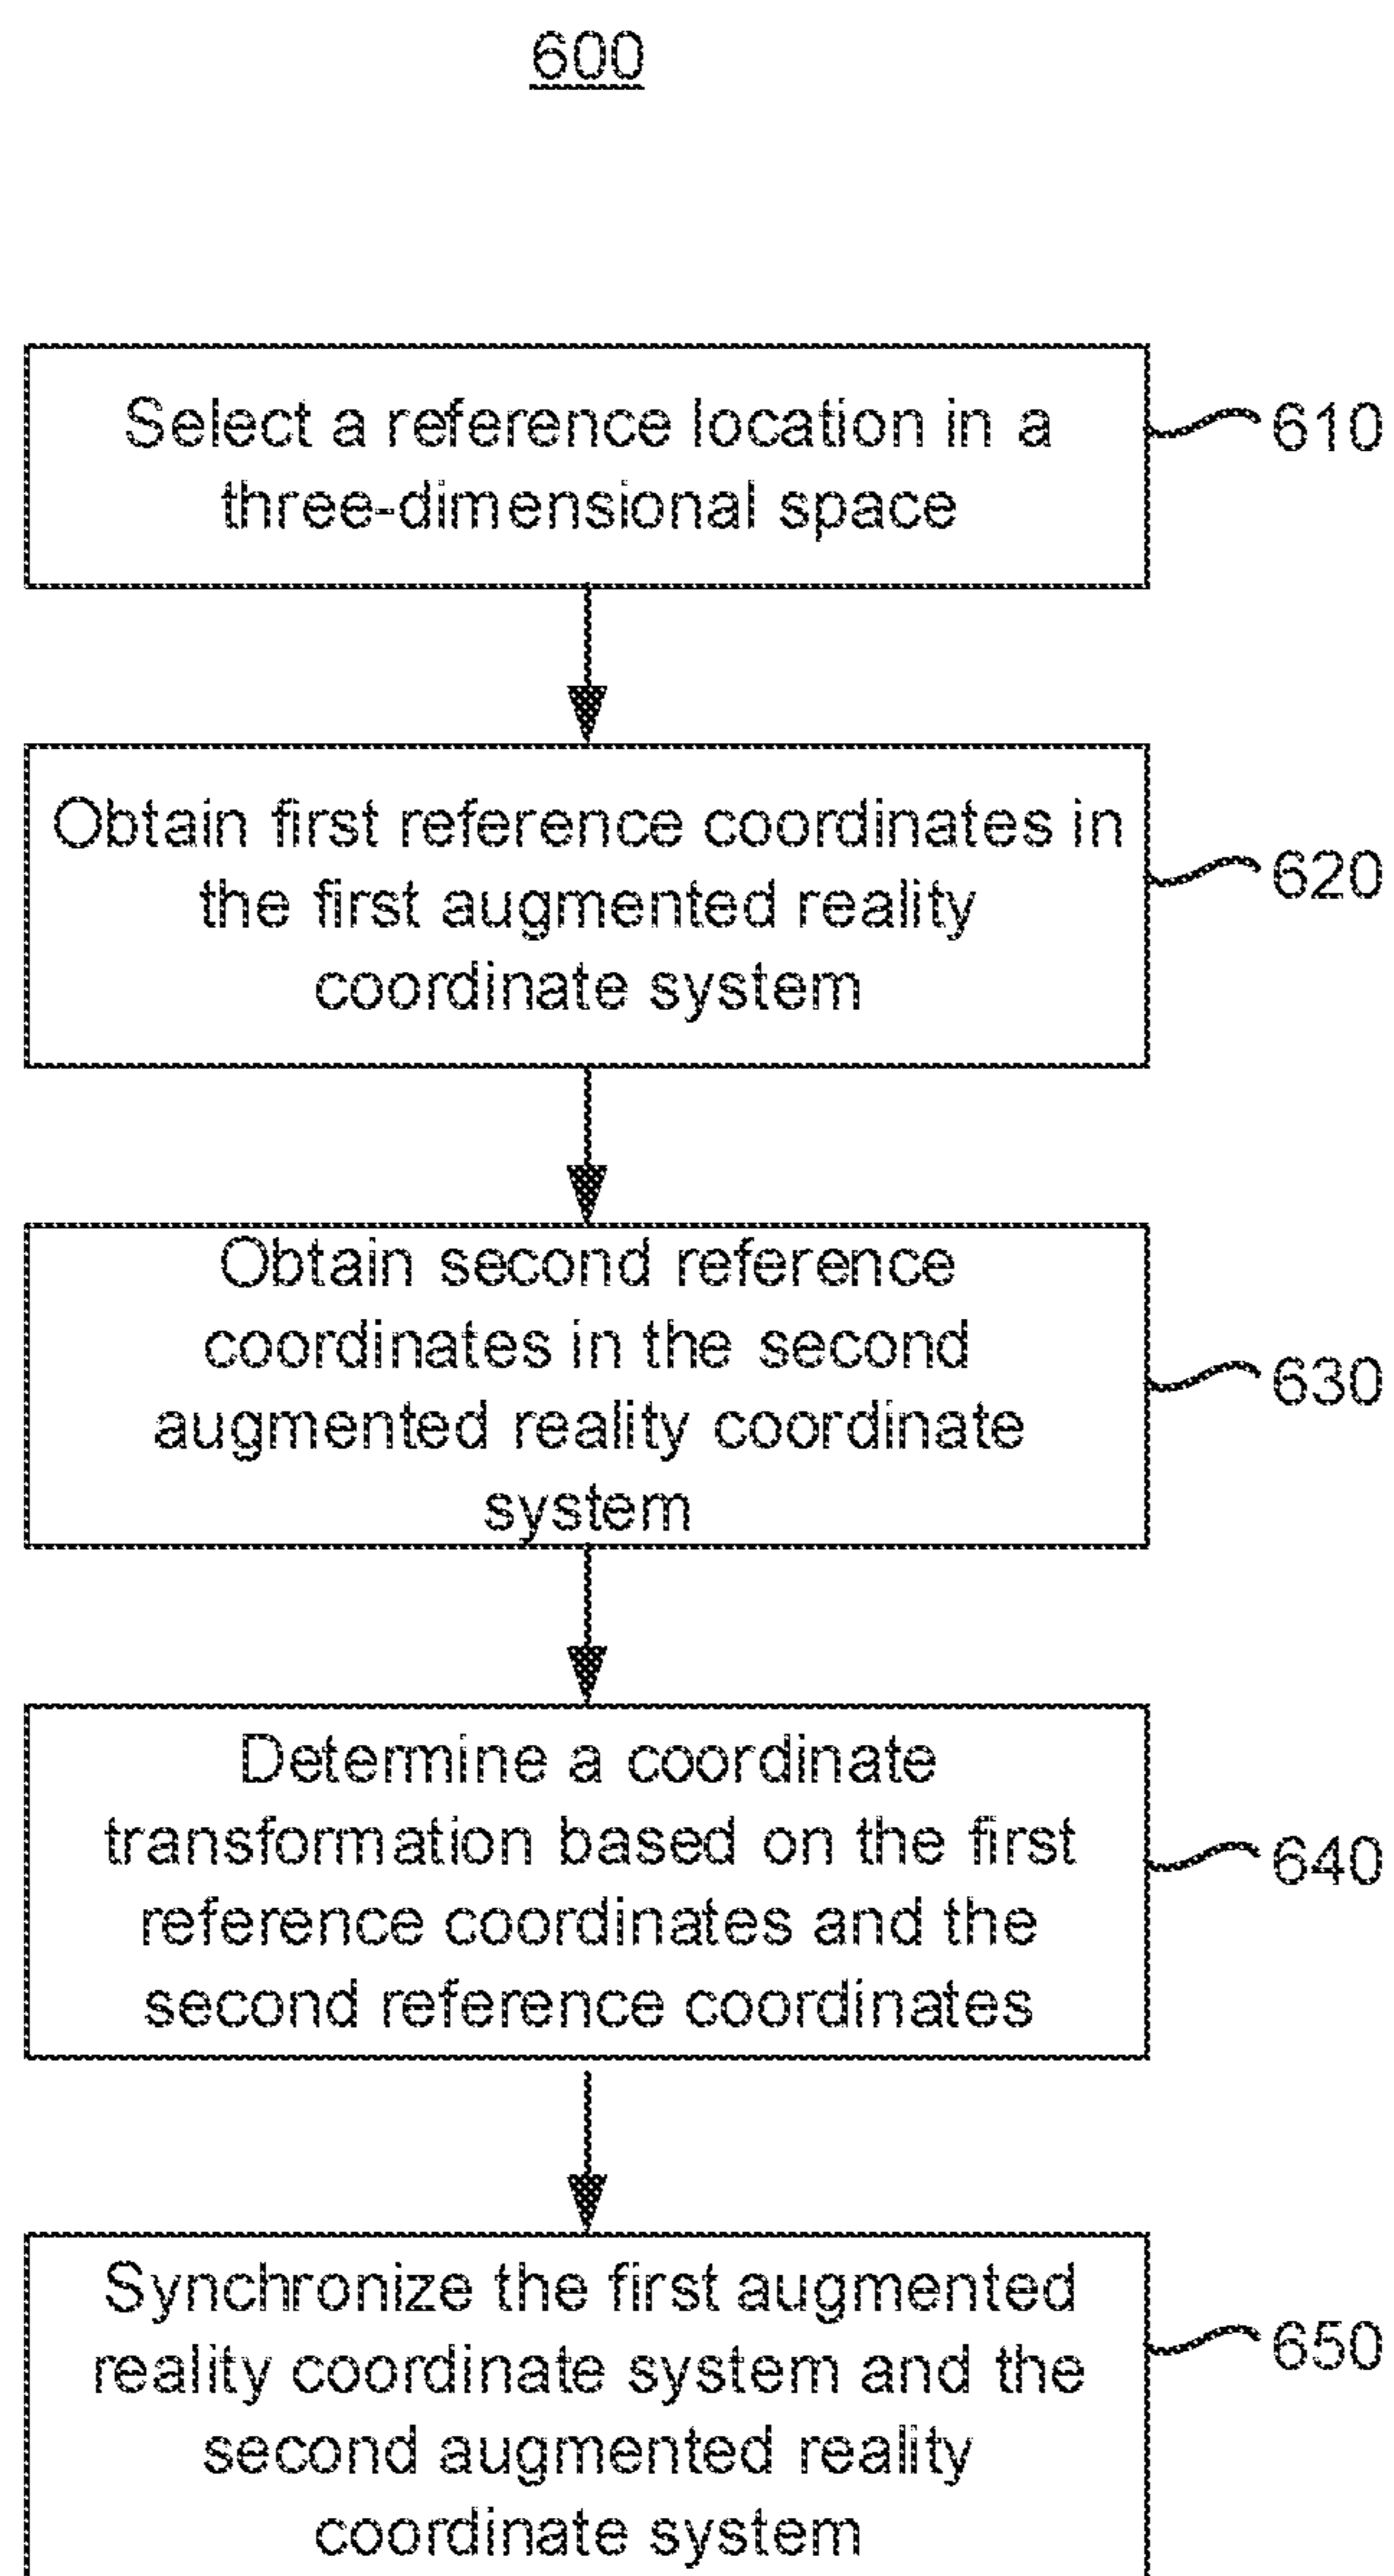 600
Select a reference location in a
three-dimensional space
610
Obtain first reference coordinates in
the first augmented reality
coordinate system
620
Obtain second reference
coordinates in the second
augmented reality coordinate
system
630
Determine a coordinate
transformation based on the first
reference coordinates and the
second reference coordinates
640
Synchronize the first augmented
reality coordinate system and the
second augmented reality
coordinate system
650